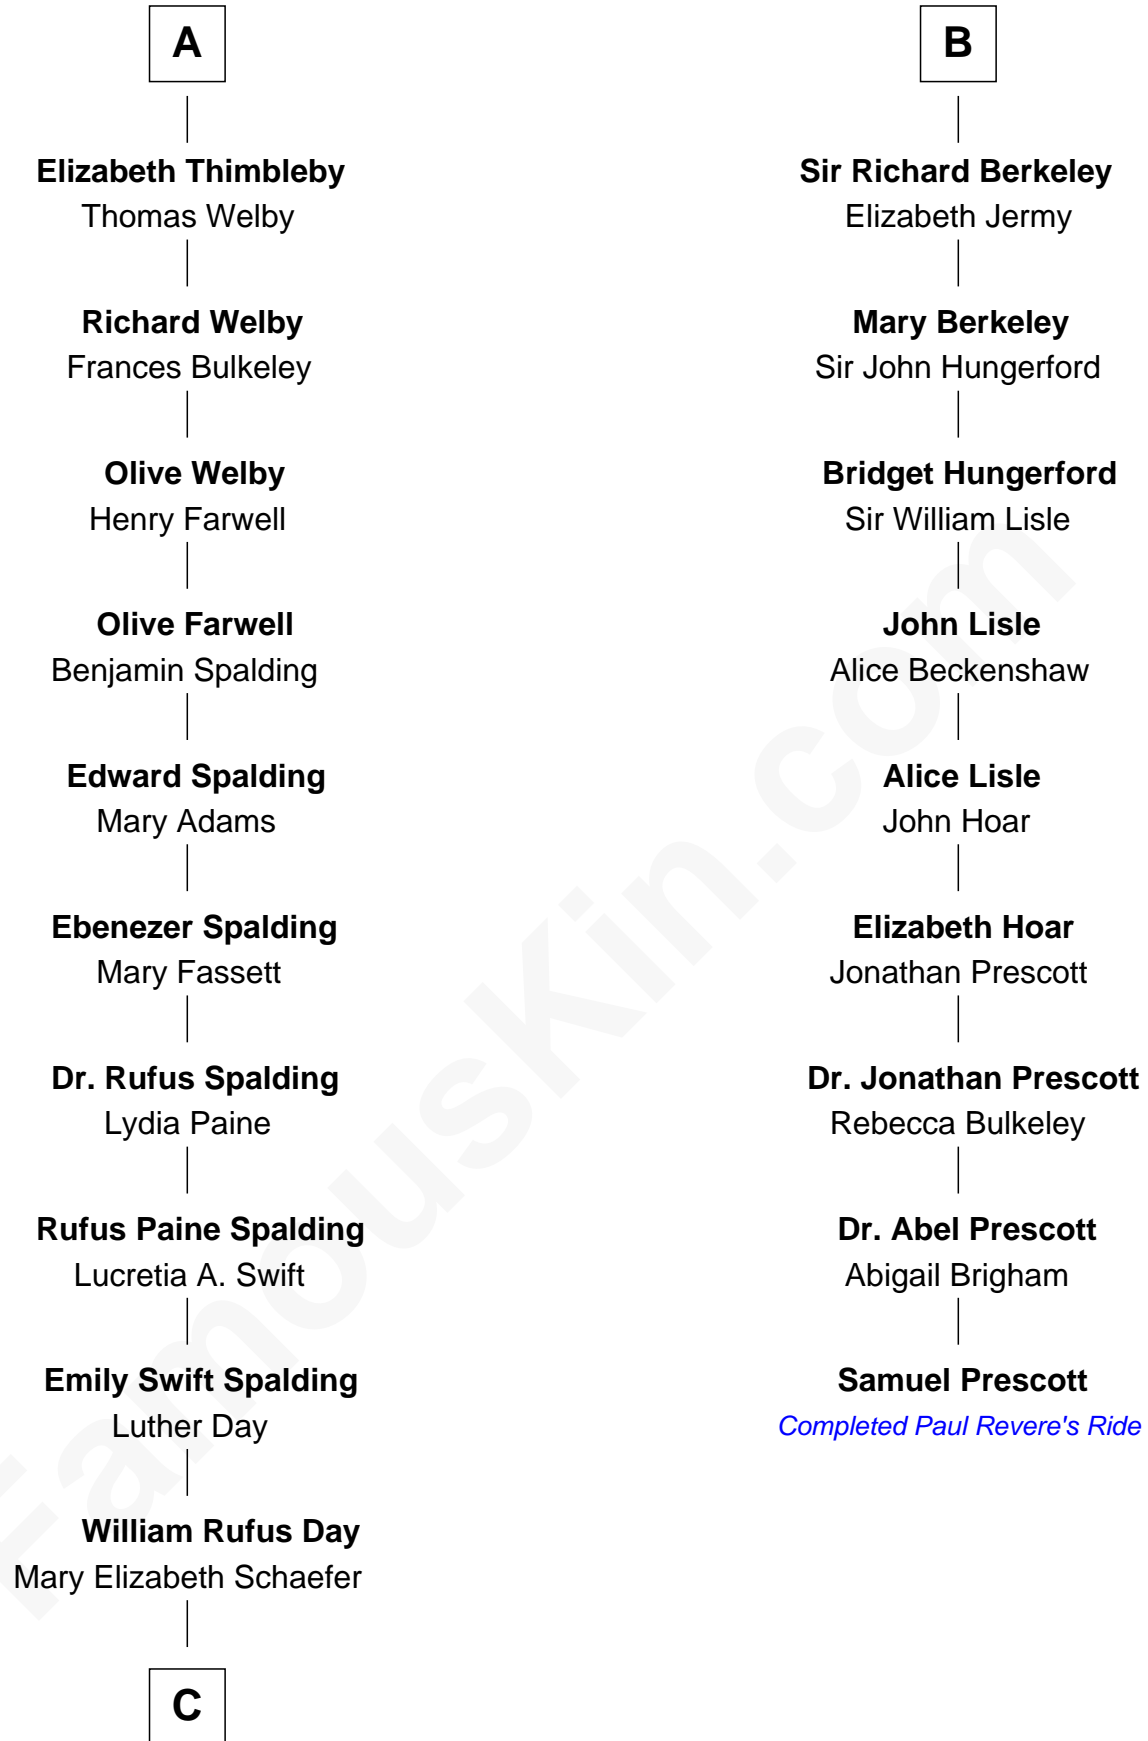 A
Elizabeth Thimbleby
Thomas Welby
Richard Welby
Frances Bulkeley
Olive Welby
Henry Farwell
Olive Farwell
Benjamin Spalding
Edward Spalding
Mary Adams
Ebenezer Spalding
Mary Fassett
Dr. Rufus Spalding
Lydia Paine
Rufus Paine Spalding
Lucretia A. Swift
Emily Swift Spalding
Luther Day
William Rufus Day
Mary Elizabeth Schaefer
C
B
Sir Richard Berkeley
Elizabeth Jermy
Mary Berkeley
Sir John Hungerford
Bridget Hungerford
Sir William Lisle
John Lisle
Alice Beckenshaw
Alice Lisle
John Hoar
Elizabeth Hoar
Jonathan Prescott
Dr. Jonathan Prescott
Rebecca Bulkeley
Dr. Abel Prescott
Abigail Brigham
Samuel Prescott
Completed Paul Revere's Ride
FamousKin.com